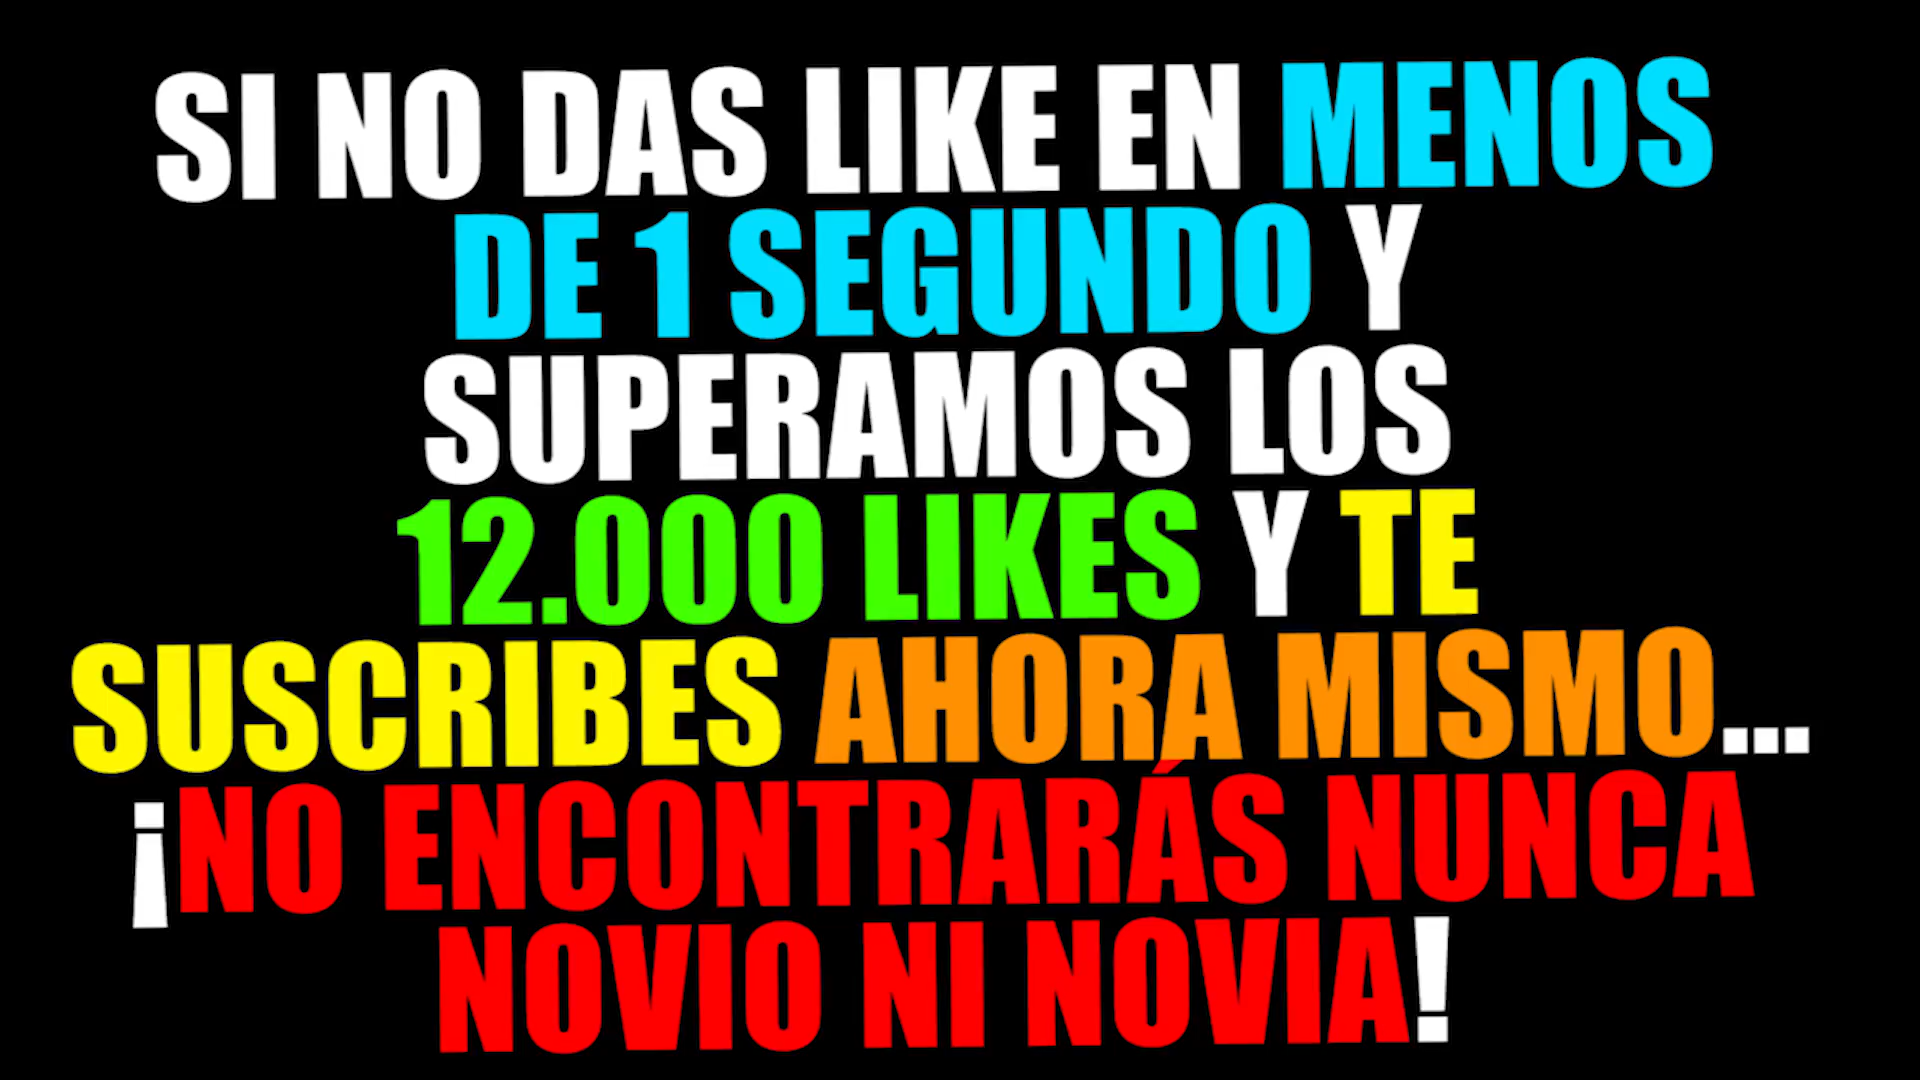 SI NO DAS LIKE EN MENOS
DE 1 SEGUNDO Y
SUPERAMOS LOS
12.000 LIKES Y TE
SUSCRIBES AHORA MISMO...
¡NO ENCONTRARÁS NUNCA
NOVIO NI NOVIA!